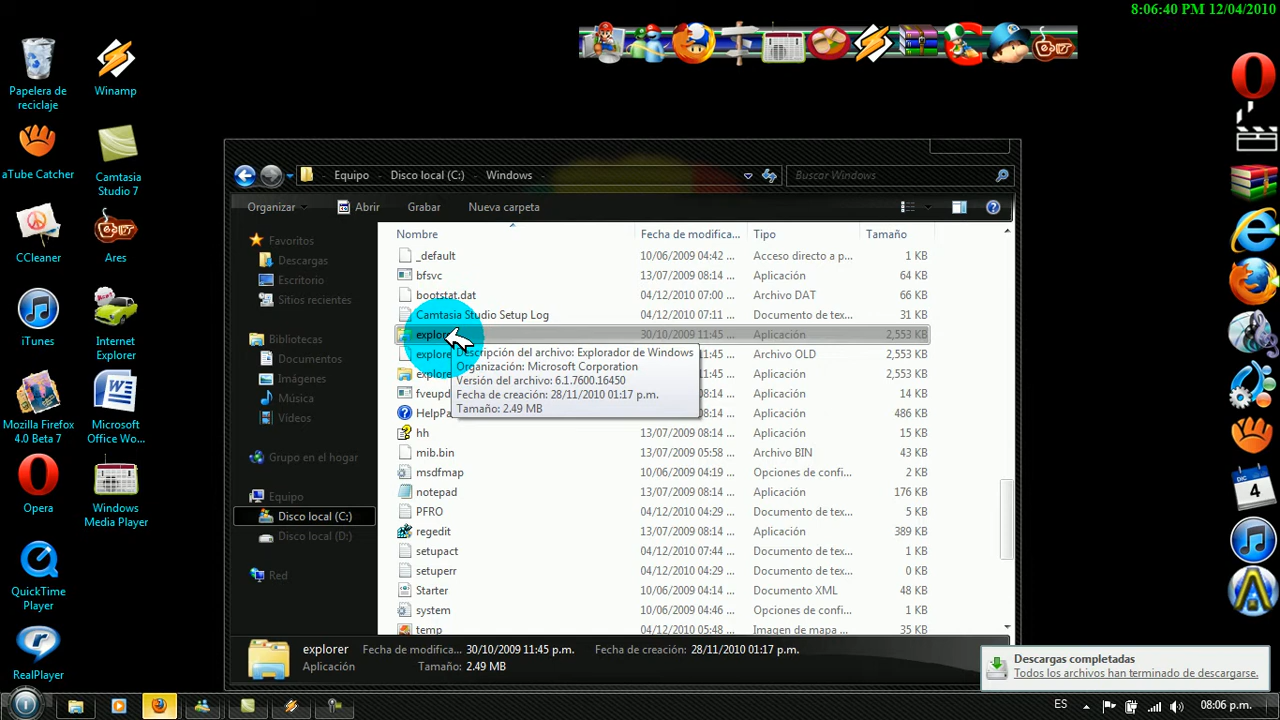 8:06:40 PM 12/04/2010
Papelera de
reciclaje
Winamp
aTube Catcher
Camtasia
Studio 7
CCleaner
Ares
iTunes
Internet
Explorer
Mozilla Firefox
4.0 Beta 7
Microsoft
Office Wo...
Opera
Windows
Media Player
QuickTime
Player
RealPlayer
Equipo
Disco local (C:)
Windows
Buscar Windows
Organizar
Abrir
Grabar
Nueva carpeta
Favoritos
Descargas
Escritorio
Sitios recientes
Bibliotecas
Documentos
Imágenes
Música
Vídeos
Grupo en el hogar
Equipo
Disco local (C:)
Disco local (D:)
Red
Nombre Fecha de modifica... Tipo Tamaño
_default 10/06/2009 04:42 ... Acceso directo a p... 1 KB
bfsvc 13/07/2009 08:14 ... Aplicación 64 KB
bootstat.dat 04/12/2010 07:00 ... Archivo DAT 66 KB
Camtasia Studio Setup Log 04/12/2010 07:11 ... Documento de tex... 31 KB
explor 30/10/2009 11:45 ... Aplicación 2,553 KB
explore 11:45 ... Archivo OLD 2,553 KB
explore 11:45 ... Aplicación 2,553 KB
fveupd 08:14 ... Aplicación 14 KB
HelpPa 08:14 ... Aplicación 486 KB
hh 13/07/2009 08:14 ... Aplicación 15 KB
mib.bin 13/07/2009 08:14 ... Archivo BIN 43 KB
msdfmap 10/06/2009 04:19 ... Opciones de confi... 2 KB
notepad 13/07/2009 08:14 ... Aplicación 176 KB
PFRO 04/12/2010 04:29 ... Documento de tex... 5 KB
regedit 13/07/2009 08:14 ... Aplicación 389 KB
setupact 04/12/2010 07:44 ... Documento de tex... 1 KB
setuperr 04/12/2010 04:29 ... Documento de tex... 0 KB
Starter 10/06/2009 04:20 ... Documento XML 48 KB
system 10/06/2009 04:46 ... Opciones de confi... 1 KB
temp 04/12/2010 05:48 ... Imagen de mapa ... 35 KB
Descripción del archivo: Explorador de Windows
Organización: Microsoft Corporation
Versión del archivo: 6.1.7600.16450
Fecha de creación: 28/11/2010 01:17 p.m.
Tamaño: 2.49 MB
explorer Fecha de modifica... 30/10/2009 11:45 p.m. Fecha de creación: 28/11/2010 01:17 p.m.
Aplicación Tamaño: 2.49 MB
DIC
4
Descargas completadas
Todos los archivos han terminado de descargarse.
ES
08:06 p.m.